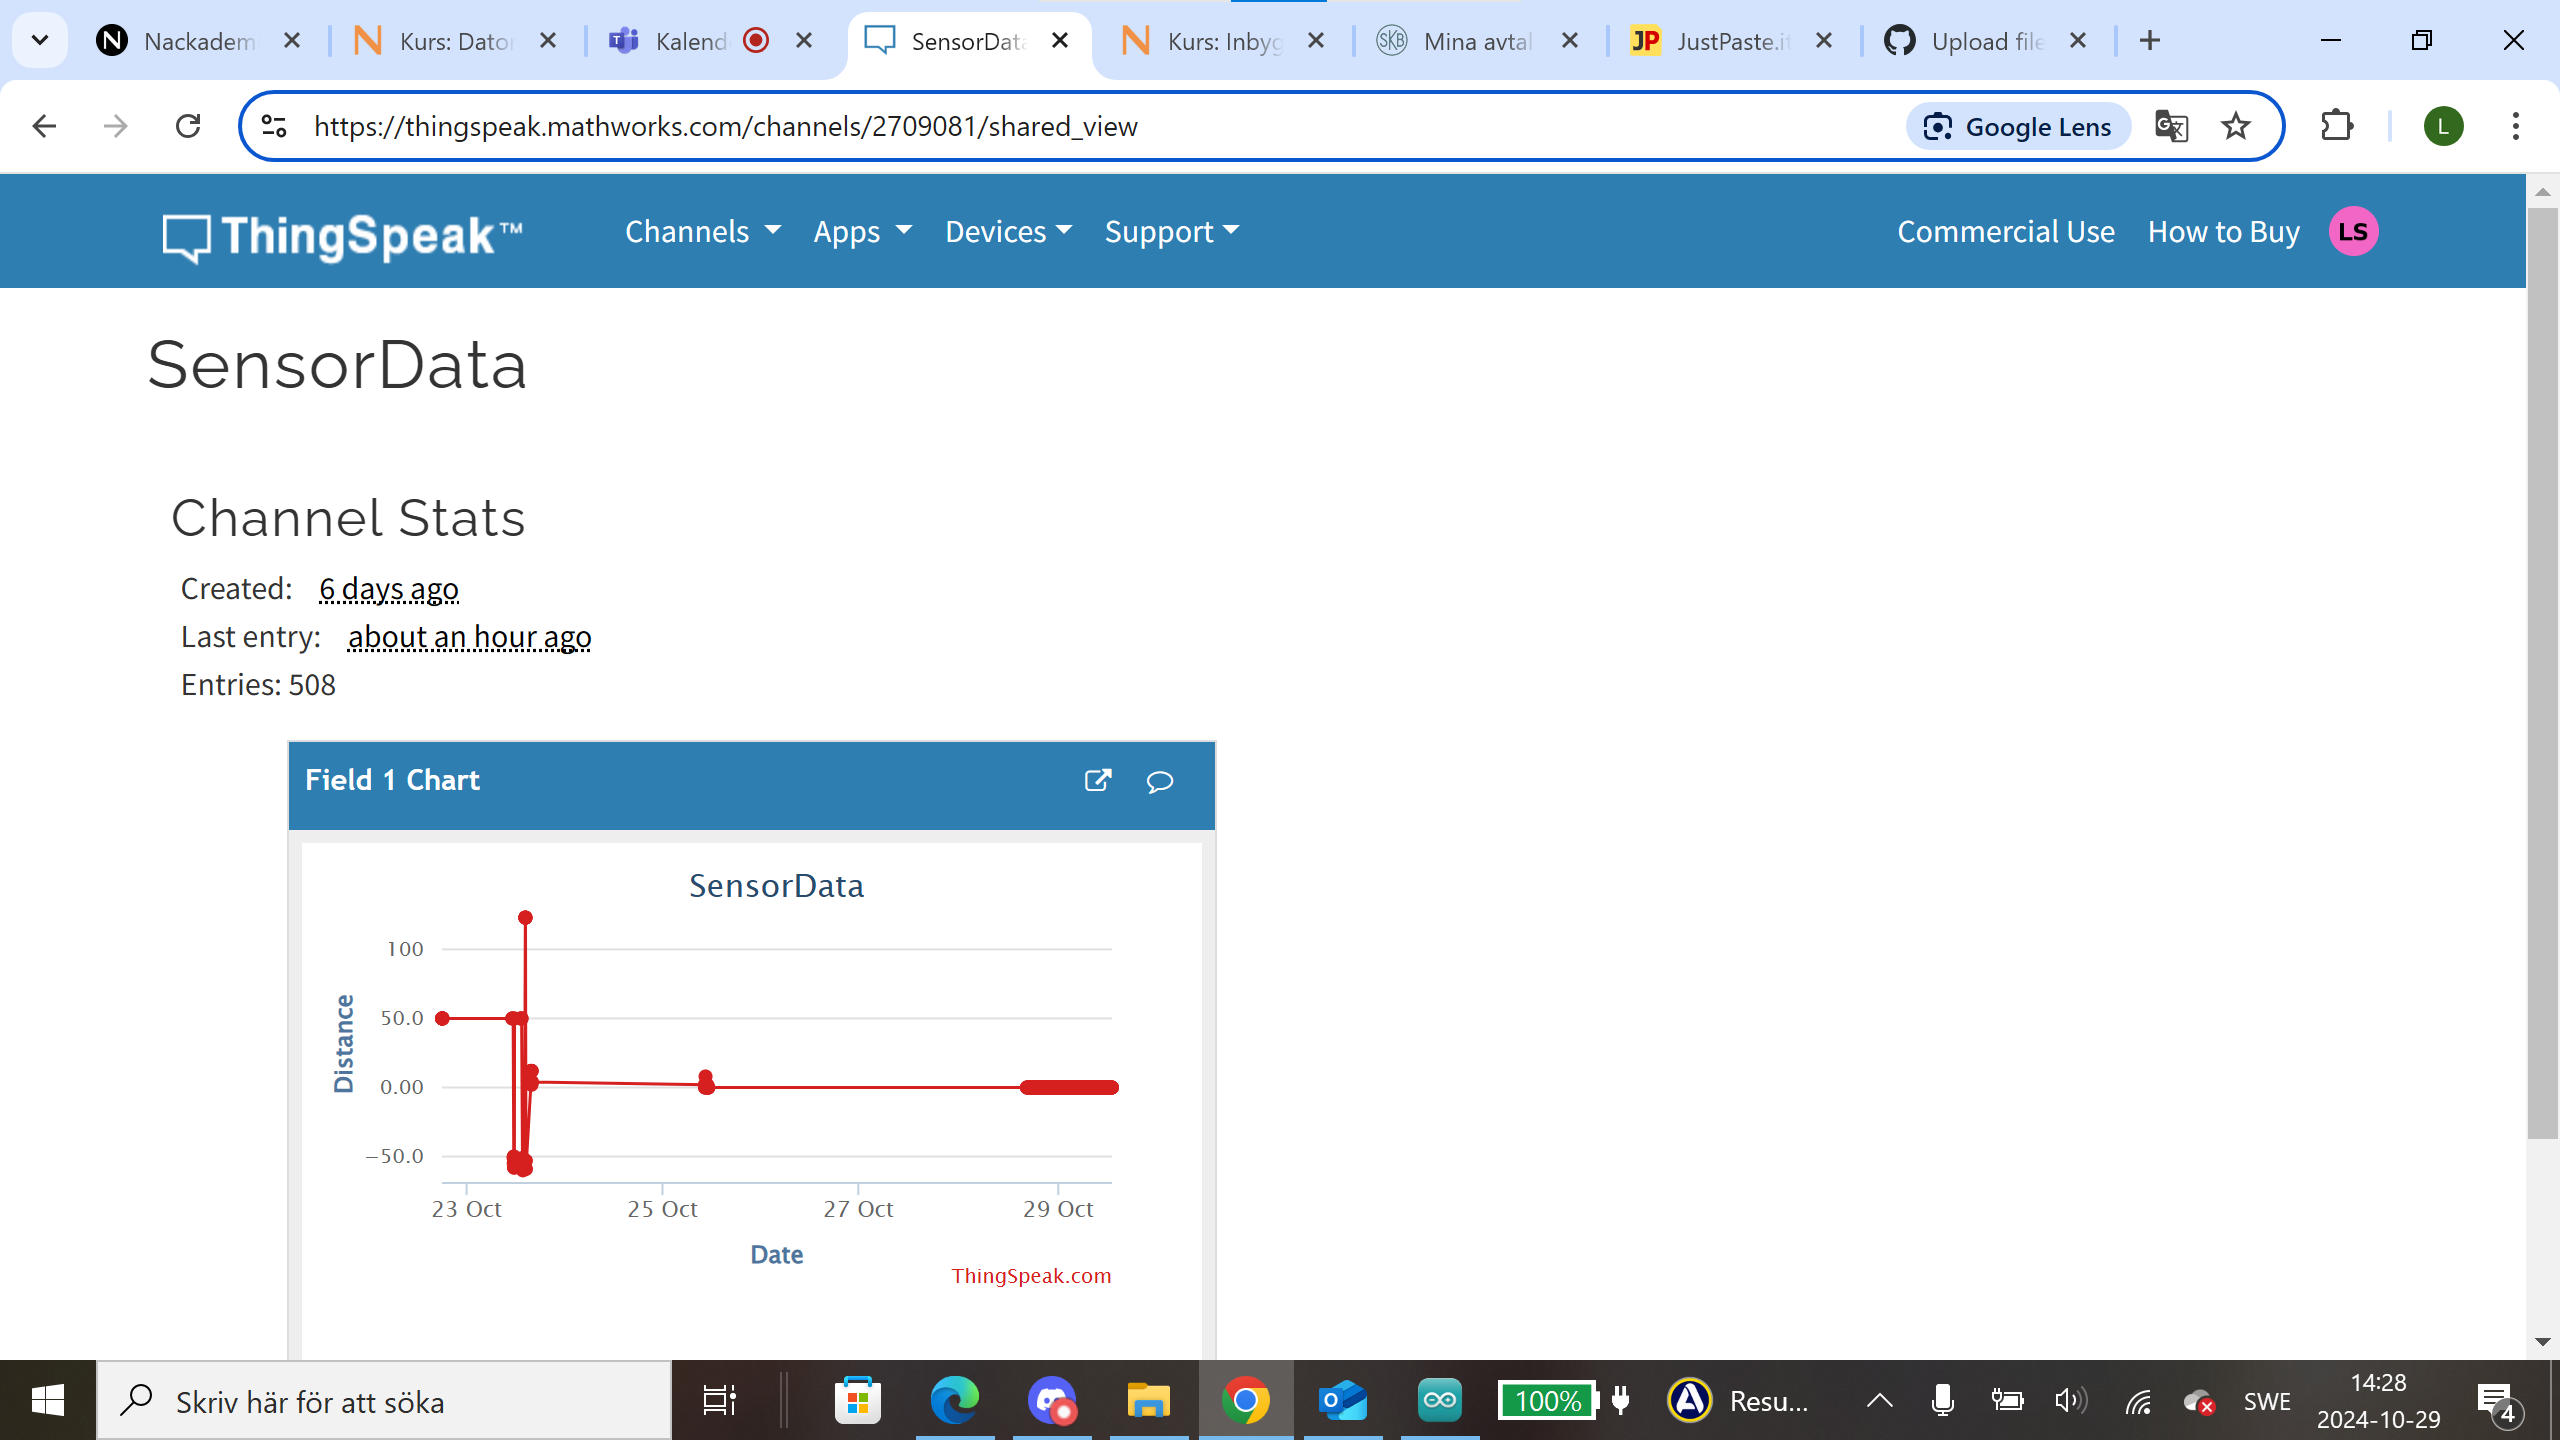 Nackadem
Kurs: Dator
Kalend
SensorData
Kurs: Inbyg
SKB
Mina avtal
JP
JustPaste.it
Upload file
https://thingspeak.mathworks.com/channels/2709081/shared_view
Google Lens
L
ThingSpeak™
Channels
Apps
Devices
Support
Commercial Use
How to Buy
LS
SensorData
Channel Stats
Created: 6 days ago
Last entry: about an hour ago
Entries: 508
Field 1 Chart
SensorData
100
50.0
0.00
−50.0
Distance
23 Oct
25 Oct
27 Oct
29 Oct
Date
ThingSpeak.com
Skriv här för att söka
100%
Resu...
SWE
14:28
2024-10-29
4